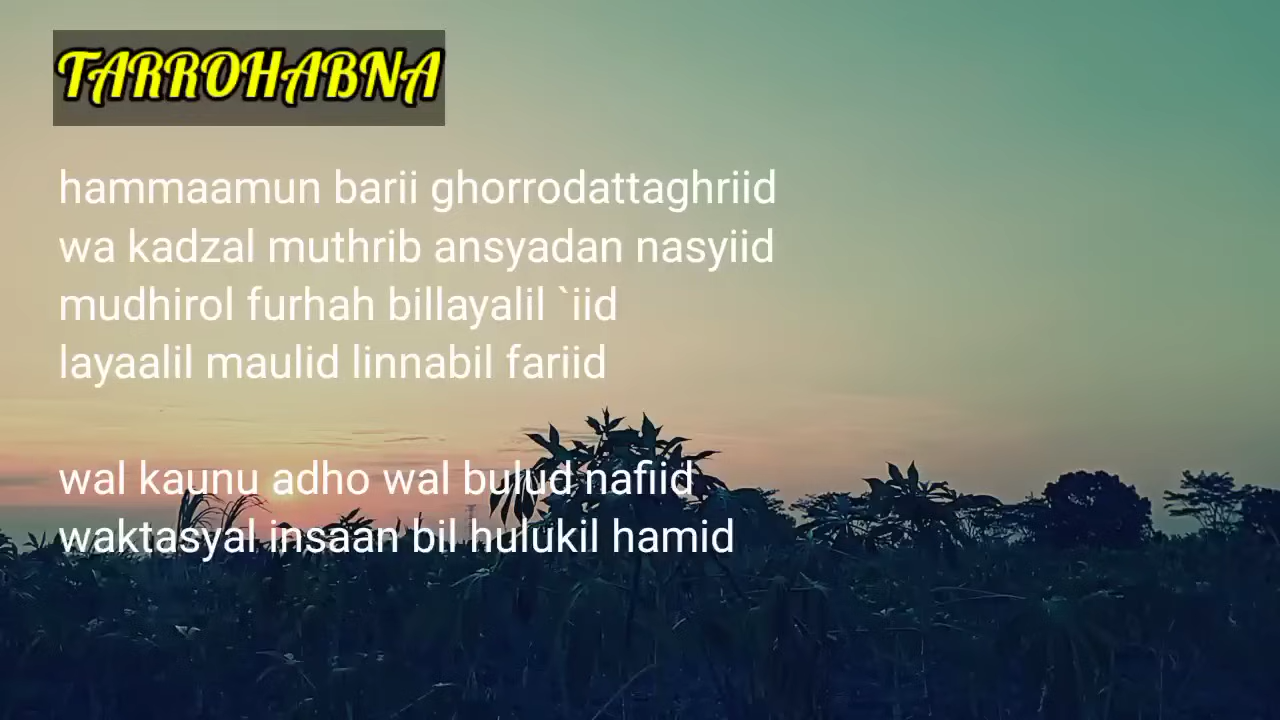 TARROHABNA
hammaamun barii ghorrodattaghriid
wa kadzal muthrib ansyadan nasyiid
mudhirol furhah billayalil `iid
layaalil maulid linnabil fariid
wal kaunu adho wal bulud nafiid
waktasyal insaan bil hulukil hamid